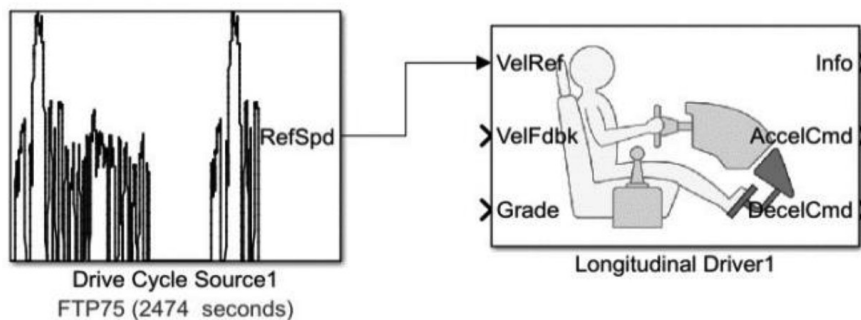 RefSpd
Drive Cycle Source1
FTP75 (2474 seconds)
VelRef
VelFdbk
Grade
Info
AccelCmd
DecelCmd
Longitudinal Driver1